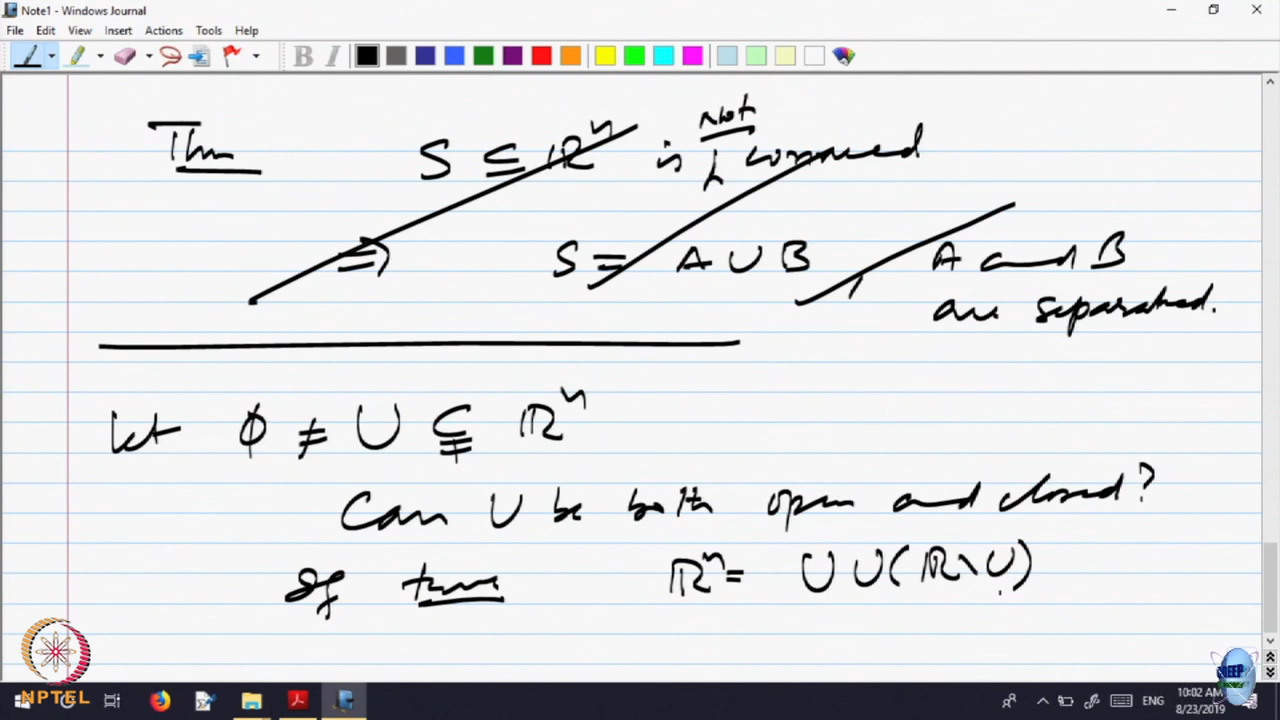 Note1 - Windows Journal
File Edit View Insert Actions Tools Help
B I
Thm S ⊆ ℝⁿ is not connected
⇒ S = A ∪ B, A and B
are separated.
Let ϕ ≠ U ⊊ ℝⁿ
Can U be both open and closed?
If true ℝⁿ = U ∪ (ℝ∖U)
NPTEL
ENG
10:02 AM
8/23/2019